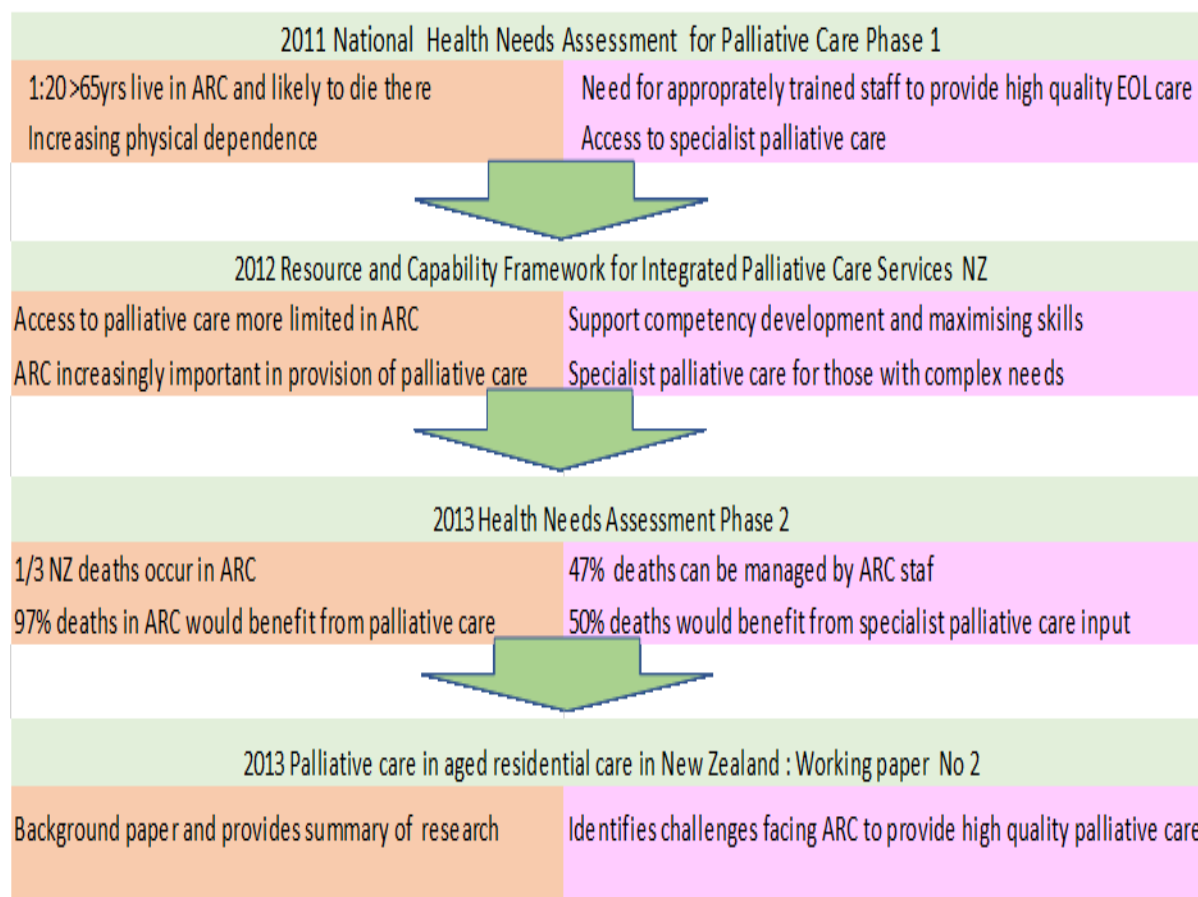 2011 National Health Needs Assessment for Palliative Care Phase 1
1:20 >65yrs live in ARC and likely to die there
Increasing physical dependence
Need for approprately trained staff to provide high quality EOL care
Access to specialist palliative care
2012 Resource and Capability Framework for Integrated Palliative Care Services NZ
Access to palliative care more limited in ARC
ARC increasingly important in provision of palliative care
Support competency development and maximising skills
Specialist palliative care for those with complex needs
2013 Health Needs Assessment Phase 2
1/3 NZ deaths occur in ARC
97% deaths in ARC would benefit from palliative care
47% deaths can be managed by ARC staf
50% deaths would benefit from specialist palliative care input
2013 Palliative care in aged residential care in New Zealand : Working paper No 2
Background paper and provides summary of research
Identifies challenges facing ARC to provide high quality palliative care